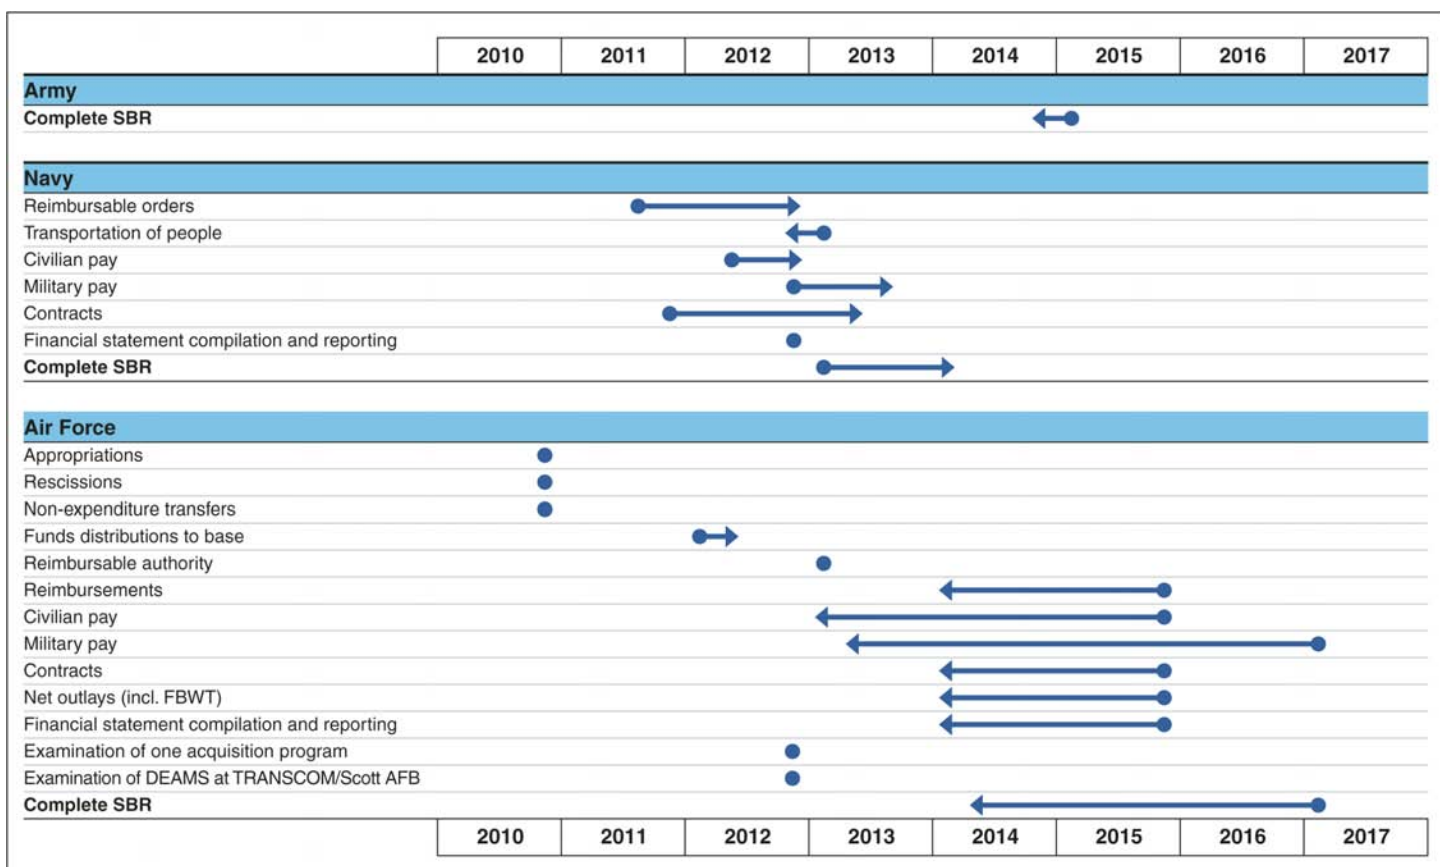 2010 2011 2012 2013 2014 2015 2016 2017
Army
Complete SBR
Navy
Reimbursable orders
Transportation of people
Civilian pay
Military pay
Contracts
Financial statement compilation and reporting
Complete SBR
Air Force
Appropriations
Rescissions
Non-expenditure transfers
Funds distributions to base
Reimbursable authority
Reimbursements
Civilian pay
Military pay
Contracts
Net outlays (incl. FBWT)
Financial statement compilation and reporting
Examination of one acquisition program
Examination of DEAMS at TRANSCOM/Scott AFB
Complete SBR
2010 2011 2012 2013 2014 2015 2016 2017